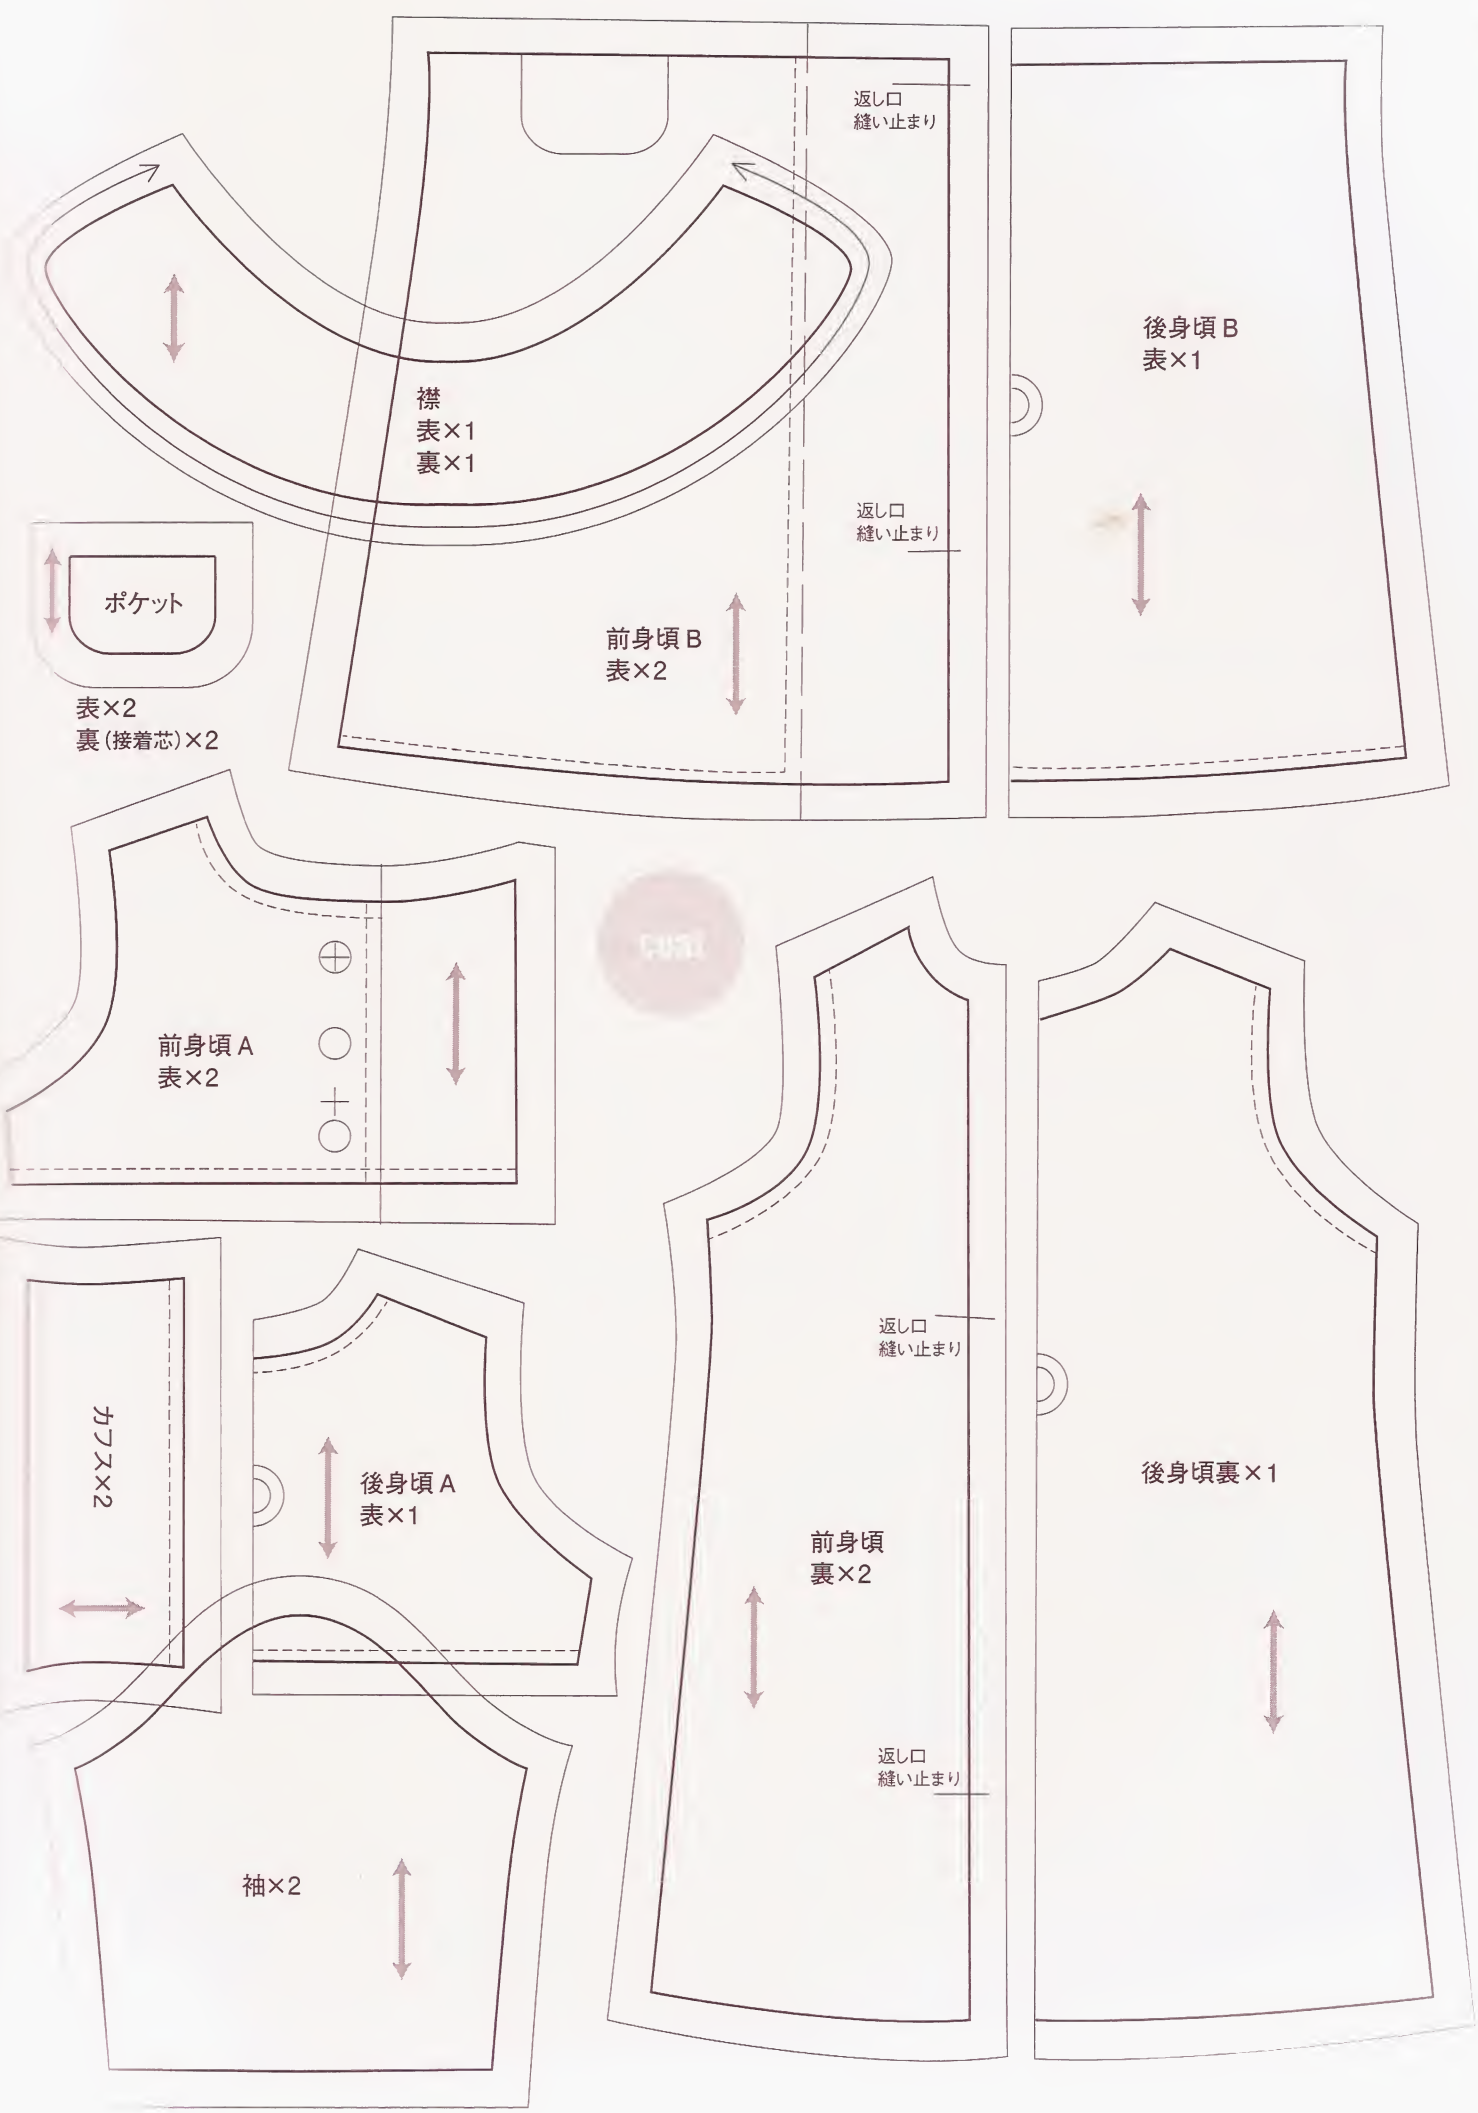 返し口
縫い止まり
後身頃 B
表×1
襟
表×1
裏×1
返し口
縫い止まり
ポケット
前身頃 B
表×2
表×2
裏(接着芯)×2
coat
前身頃 A
表×2
返し口
縫い止まり
カフス×2
後身頃 A
表×1
後身頃裏×1
前身頃
裏×2
返し口
縫い止まり
袖×2